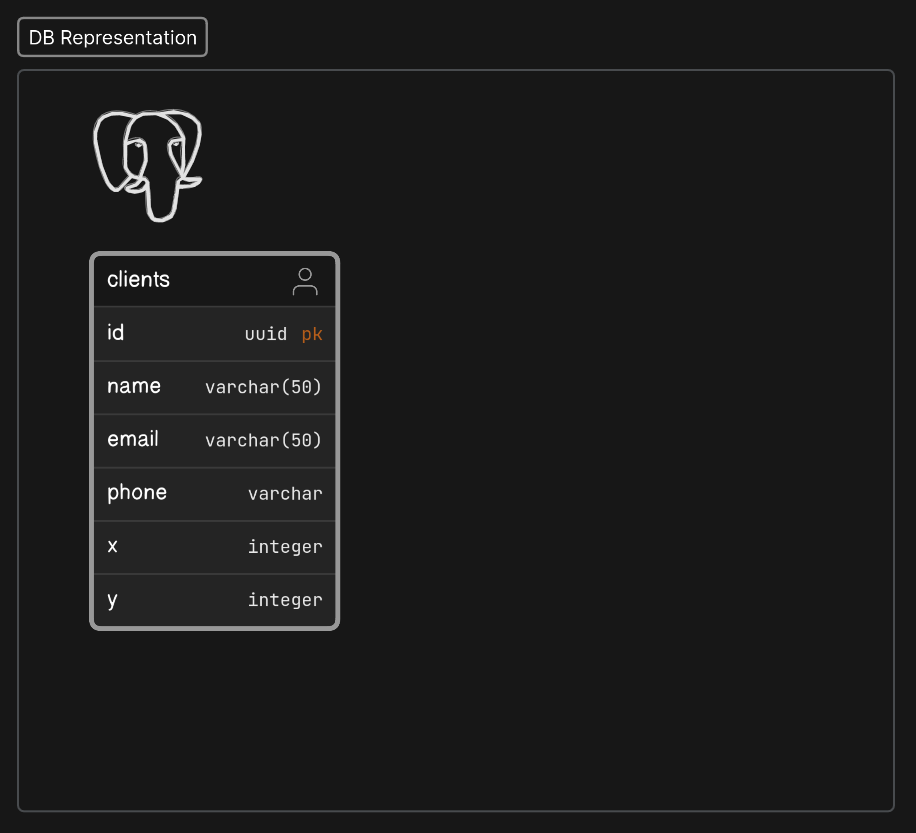 DB Representation
clients
id uuid pk
name varchar(50)
email varchar(50)
phone varchar
x integer
y integer